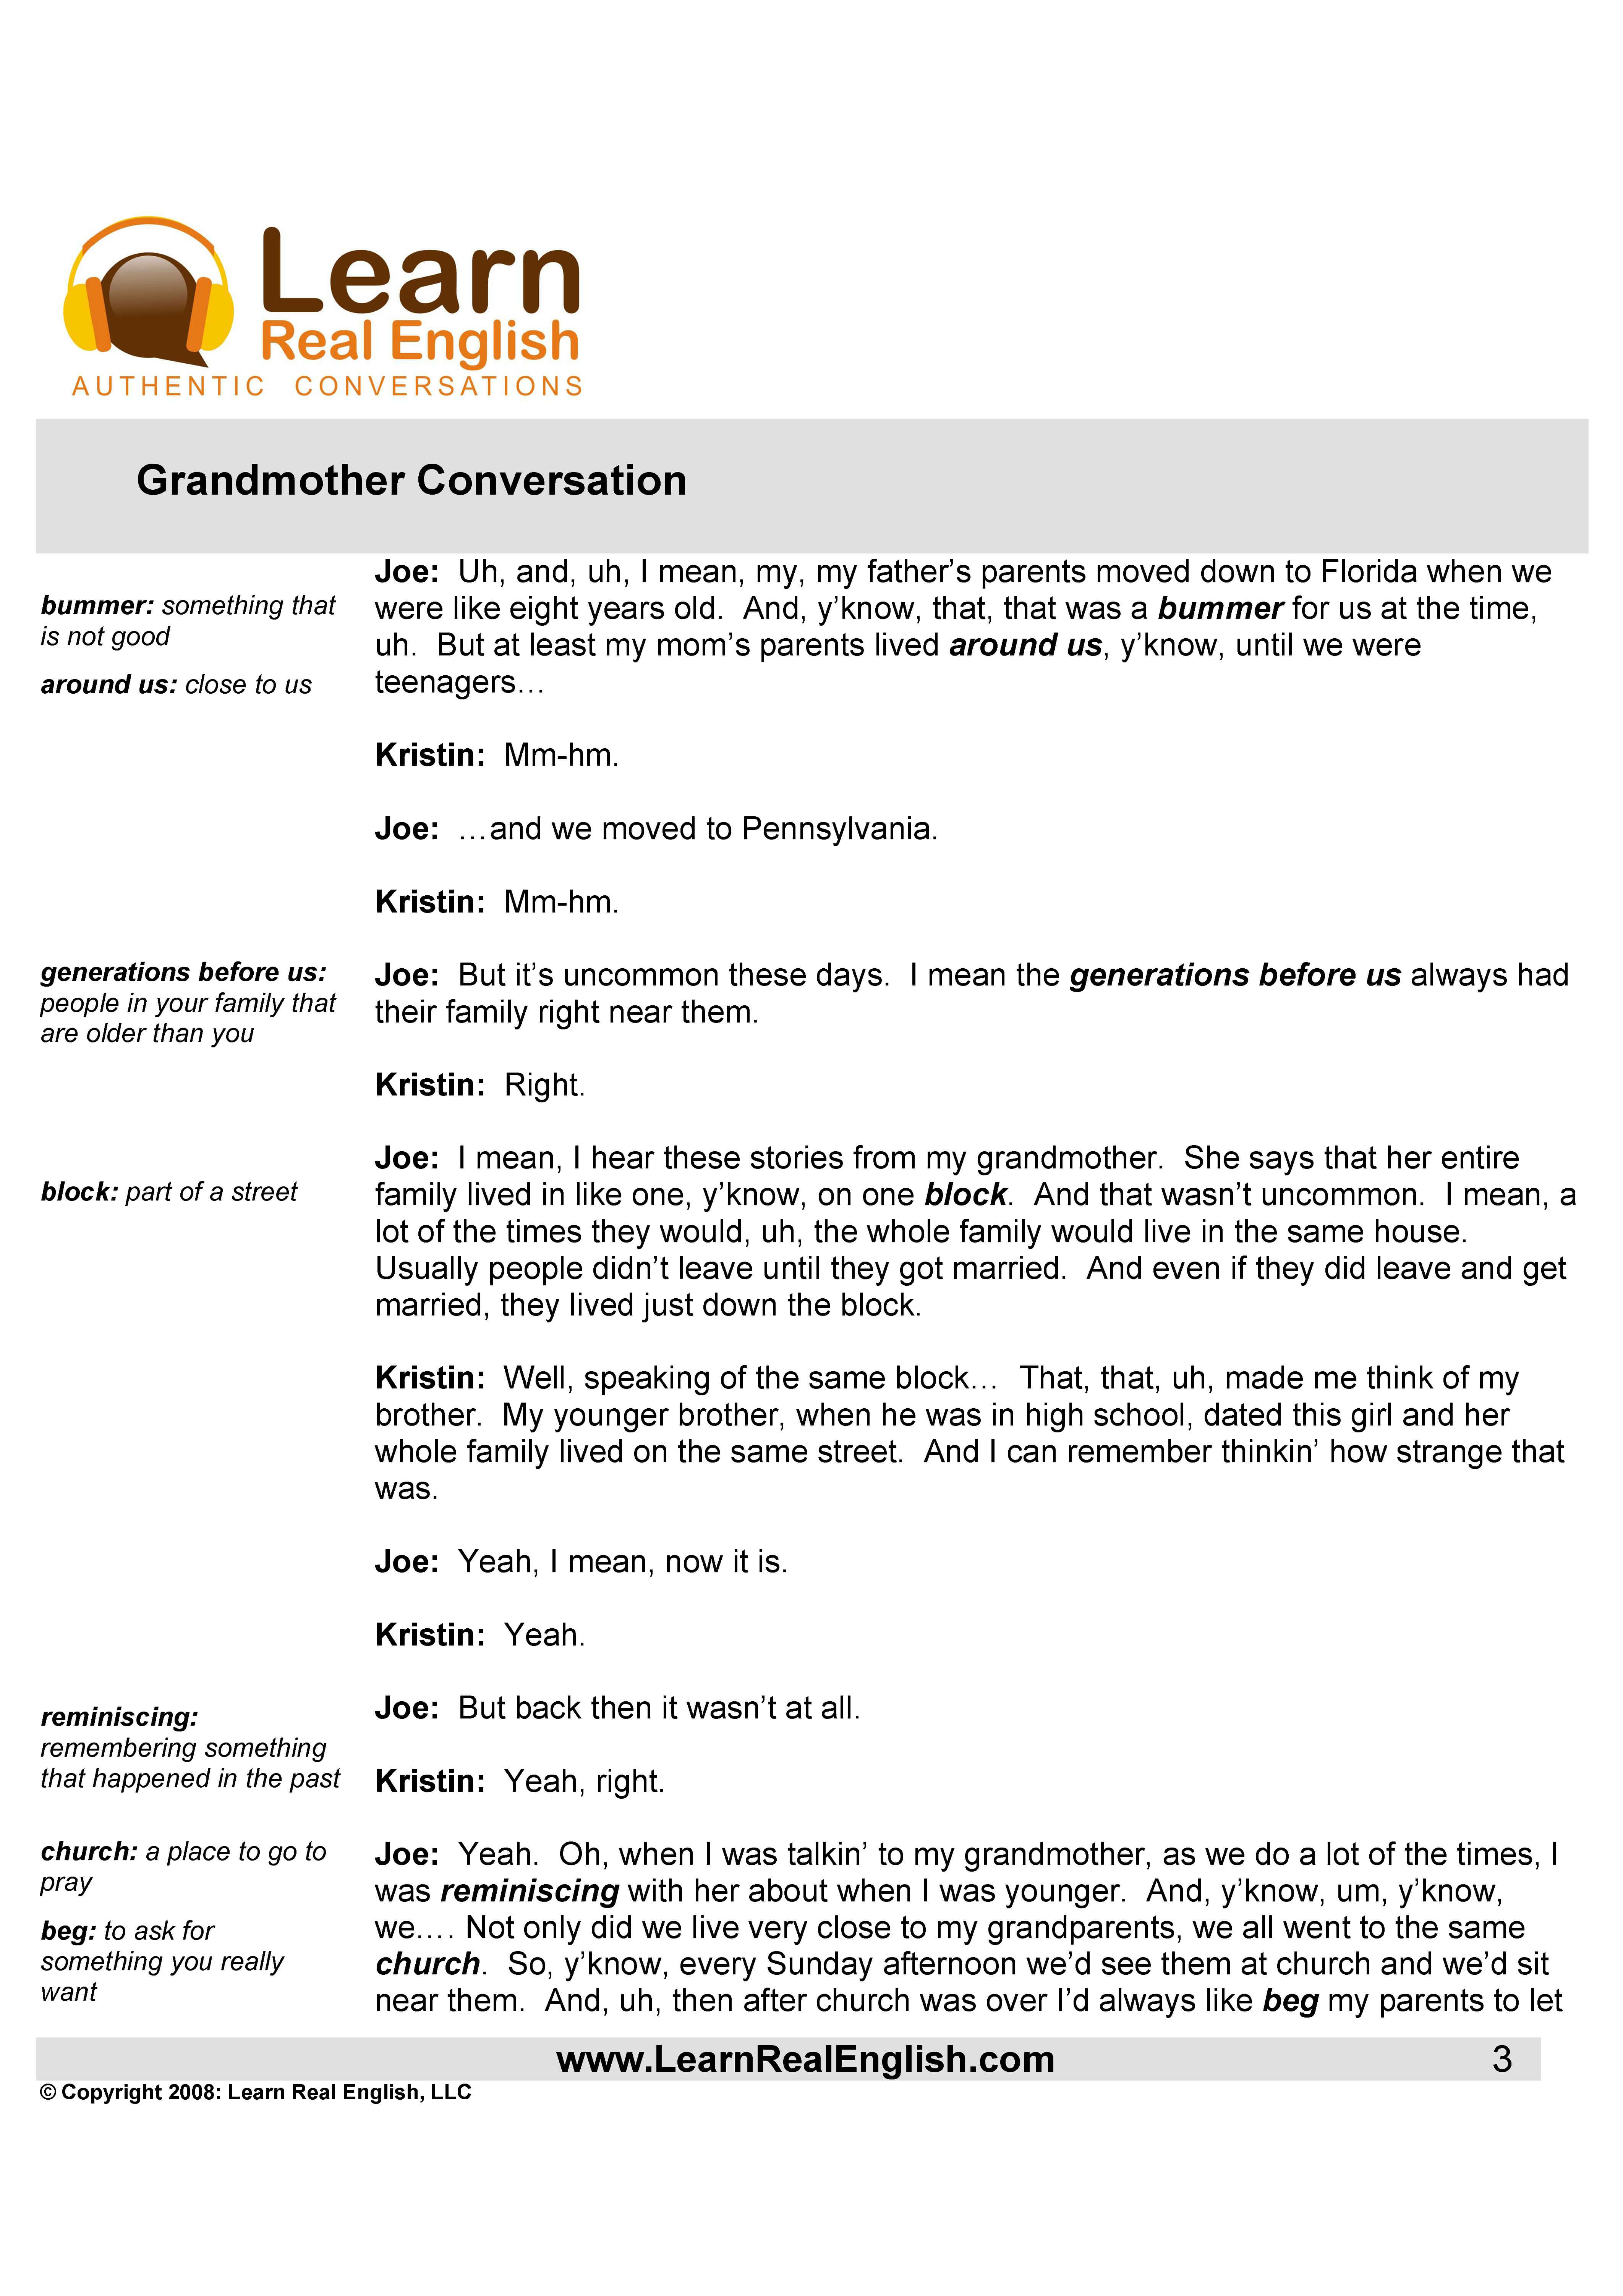 Learn
Real English
AUTHENTIC CONVERSATIONS
Grandmother Conversation
bummer: something that
is not good
around us: close to us
Joe: Uh, and, uh, I mean, my, my father’s parents moved down to Florida when we
were like eight years old. And, y’know, that, that was a bummer for us at the time,
uh. But at least my mom’s parents lived around us, y’know, until we were
teenagers…
Kristin: Mm-hm.
Joe: …and we moved to Pennsylvania.
Kristin: Mm-hm.
generations before us:
people in your family that
are older than you
Joe: But it’s uncommon these days. I mean the generations before us always had
their family right near them.
Kristin: Right.
block: part of a street
Joe: I mean, I hear these stories from my grandmother. She says that her entire
family lived in like one, y’know, on one block. And that wasn’t uncommon. I mean, a
lot of the times they would, uh, the whole family would live in the same house.
Usually people didn’t leave until they got married. And even if they did leave and get
married, they lived just down the block.
Kristin: Well, speaking of the same block… That, that, uh, made me think of my
brother. My younger brother, when he was in high school, dated this girl and her
whole family lived on the same street. And I can remember thinkin’ how strange that
was.
Joe: Yeah, I mean, now it is.
Kristin: Yeah.
reminiscing:
remembering something
that happened in the past
Joe: But back then it wasn’t at all.
Kristin: Yeah, right.
church: a place to go to
pray
beg: to ask for
something you really
want
Joe: Yeah. Oh, when I was talkin’ to my grandmother, as we do a lot of the times, I
was reminiscing with her about when I was younger. And, y’know, um, y’know,
we…. Not only did we live very close to my grandparents, we all went to the same
church. So, y’know, every Sunday afternoon we’d see them at church and we’d sit
near them. And, uh, then after church was over I’d always like beg my parents to let
www.LearnRealEnglish.com 3
© Copyright 2008: Learn Real English, LLC